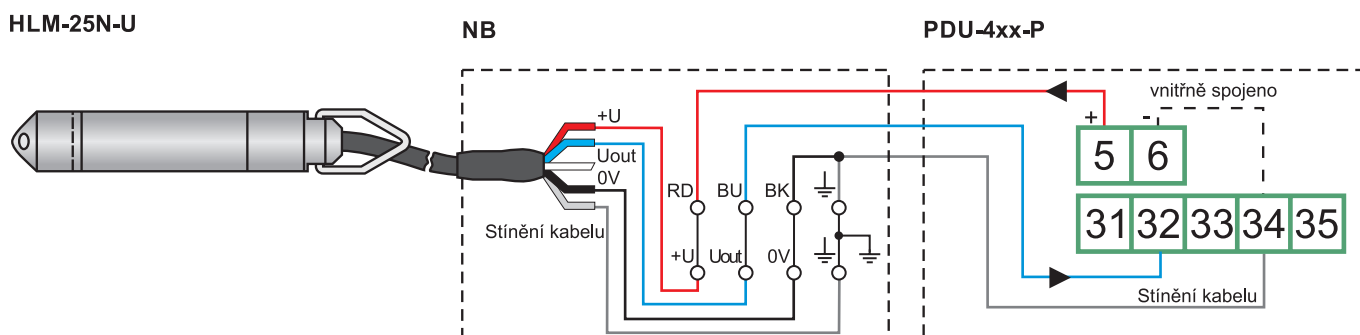 HLM-25N-U
NB
PDU-4xx-P
vnitřně spojeno
+U
+ -
5 6
Uout
0V
RD BU BK
31 32 33 34 35
Stínění kabelu
+U Uout 0V
Stínění kabelu